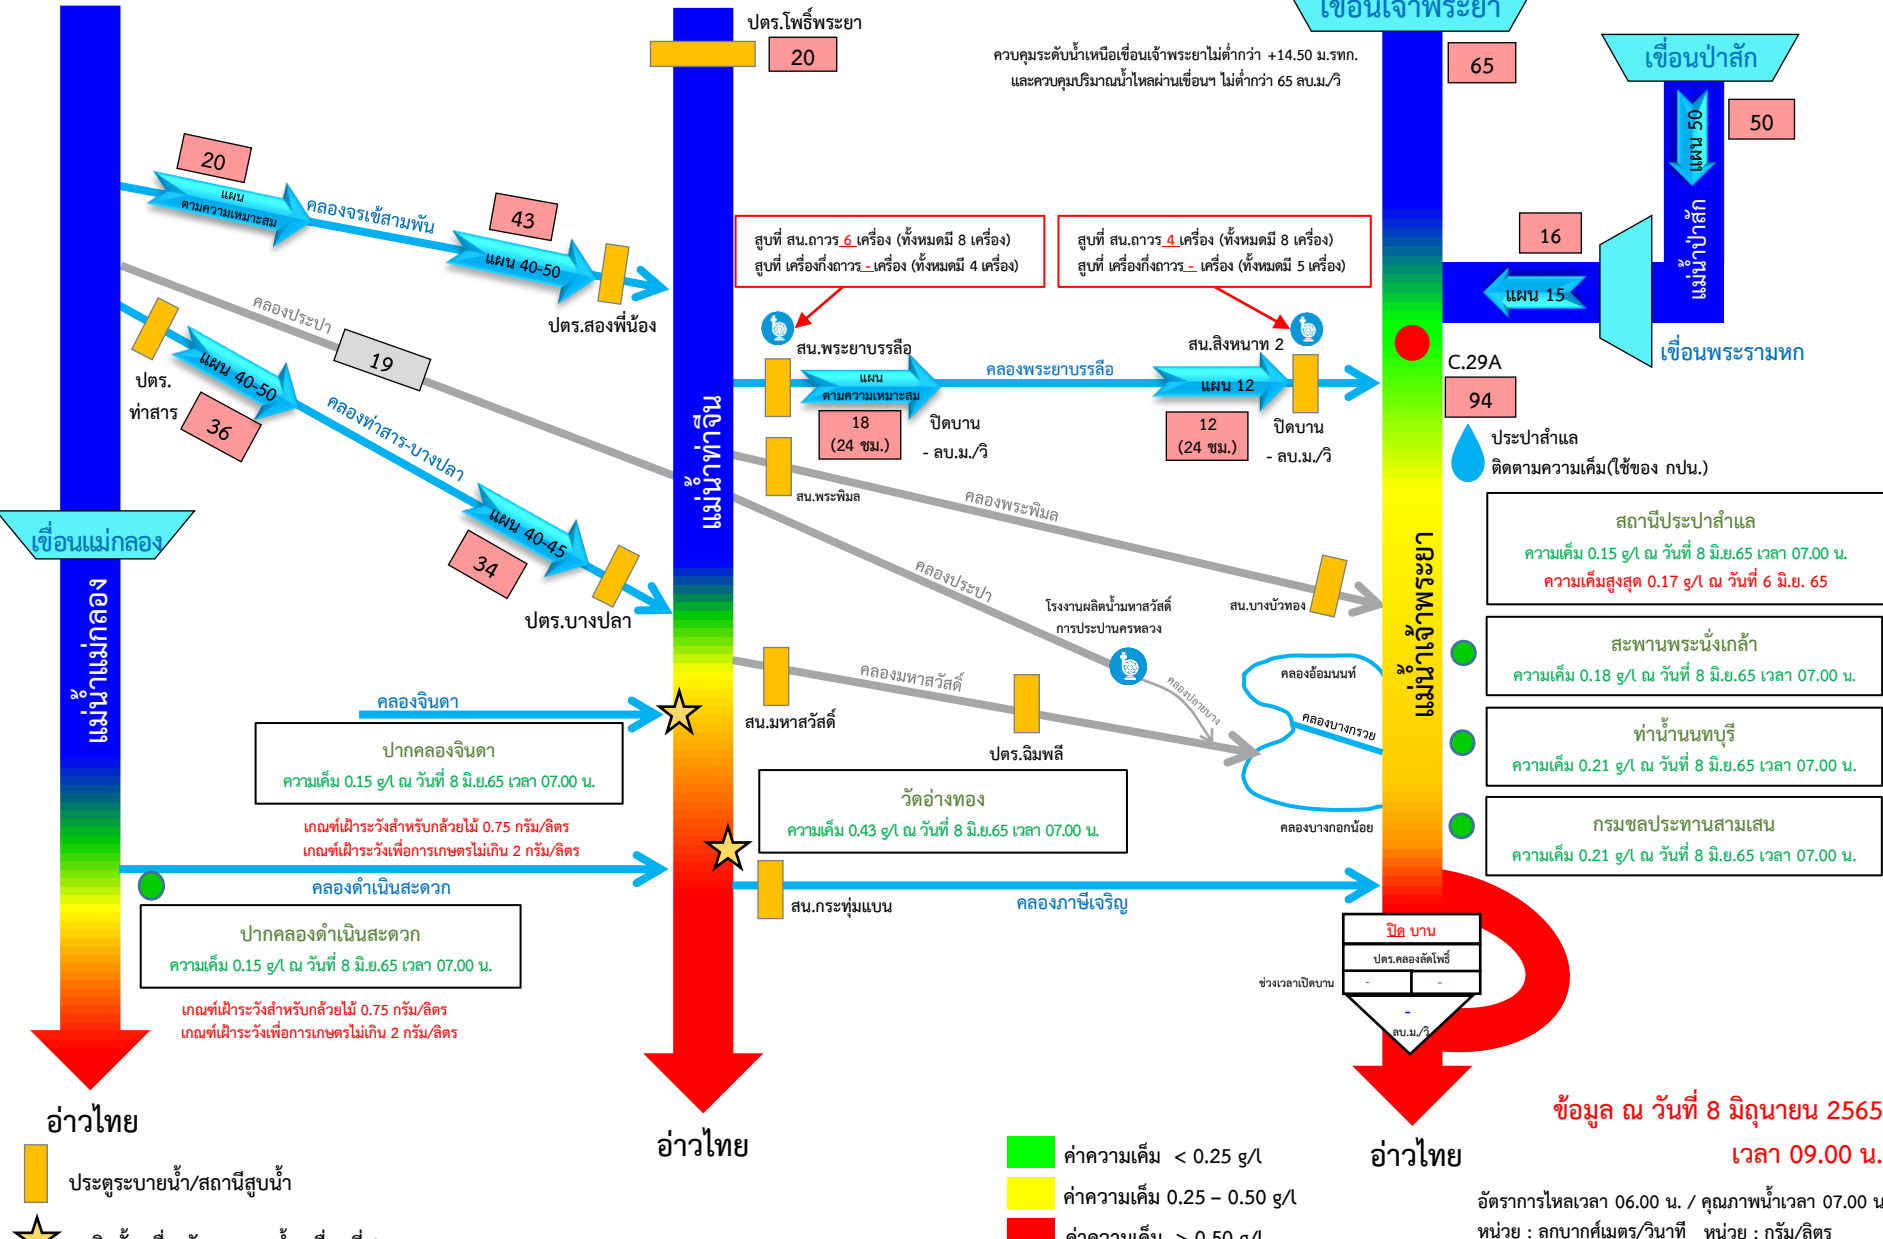 เขื่อนเจ้าพระยา
ปตร.โพธิ์พระยา
20
ควบคุมระดับน้ำเหนือเขื่อนเจ้าพระยาไม่ต่ำกว่า +14.50 ม.รทก.
และควบคุมปริมาณน้ำไหลผ่านเขื่อนฯ ไม่ต่ำกว่า 65 ลบ.ม./วิ
65
เขื่อนป่าสัก
แผน 50
50
แม่น้ำป่าสัก
16
แผน 15
เขื่อนพระรามหก
20
แผน
ตามความเหมาะสม
คลองจรเข้สามพัน
43
แผน 40-50
ปตร.สองพี่น้อง
สูบที่ สน.ถาวร 6 เครื่อง (ทั้งหมดมี 8 เครื่อง)
สูบที่ เครื่องกึ่งถาวร - เครื่อง (ทั้งหมดมี 4 เครื่อง)
สูบที่ สน.ถาวร 4 เครื่อง (ทั้งหมดมี 8 เครื่อง)
สูบที่ เครื่องกึ่งถาวร - เครื่อง (ทั้งหมดมี 5 เครื่อง)
คลองประปา
19
ปตร.
ท่าสาร
แผน 40-50
36
คลองท่าสาร-บางปลา
แผน 40-45
34
ปตร.บางปลา
แม่น้ำท่าจีน
สน.พระยาบรรลือ
แผน
ตามความเหมาะสม
18
(24 ชม.)
ปิดบาน
- ลบ.ม./วิ
คลองพระยาบรรลือ
สน.สิงหนาท 2
แผน 12
12
(24 ชม.)
ปิดบาน
- ลบ.ม./วิ
C.29A
94
ประปาสำแล
ติดตามความเค็ม(ใช้ของ กปน.)
สน.พระพิมล
คลองพระพิมล
สน.บางบัวทอง
คลองประปา
โรงงานผลิตน้ำมหาสวัสดิ์
การประปานครหลวง
สถานีประปาสำแล
ความเค็ม 0.15 g/l ณ วันที่ 8 มิ.ย.65 เวลา 07.00 น.
ความเค็มสูงสุด 0.17 g/l ณ วันที่ 6 มิ.ย. 65
สะพานพระนั่งเกล้า
ความเค็ม 0.18 g/l ณ วันที่ 8 มิ.ย.65 เวลา 07.00 น.
ท่าน้ำนนทบุรี
ความเค็ม 0.21 g/l ณ วันที่ 8 มิ.ย.65 เวลา 07.00 น.
กรมชลประทานสามเสน
ความเค็ม 0.21 g/l ณ วันที่ 8 มิ.ย.65 เวลา 07.00 น.
เขื่อนแม่กลอง
แม่น้ำแม่กลอง
แม่น้ำเจ้าพระยา
คลองมหาสวัสดิ์
สน.มหาสวัสดิ์
ปตร.ฉิมพลี
คลองปลายบาง
คลองอ้อมนนท์
คลองบางกรวย
คลองบางกอกน้อย
คลองจินดา
ปากคลองจินดา
ความเค็ม 0.15 g/l ณ วันที่ 8 มิ.ย.65 เวลา 07.00 น.
เกณฑ์เฝ้าระวังสำหรับกล้วยไม้ 0.75 กรัม/ลิตร
เกณฑ์เฝ้าระวังเพื่อการเกษตรไม่เกิน 2 กรัม/ลิตร
วัดอ่างทอง
ความเค็ม 0.43 g/l ณ วันที่ 8 มิ.ย.65 เวลา 07.00 น.
คลองดำเนินสะดวก
ปากคลองดำเนินสะดวก
ความเค็ม 0.15 g/l ณ วันที่ 8 มิ.ย.65 เวลา 07.00 น.
เกณฑ์เฝ้าระวังสำหรับกล้วยไม้ 0.75 กรัม/ลิตร
เกณฑ์เฝ้าระวังเพื่อการเกษตรไม่เกิน 2 กรัม/ลิตร
สน.กระทุ่มแบน
คลองภาษีเจริญ
ปิด บาน
ปตร.คลองลัดโพธิ์
ช่วงเวลาเปิดบาน
- -
-
ลบ.ม./วิ
อ่าวไทย
อ่าวไทย
อ่าวไทย
ข้อมูล ณ วันที่ 8 มิถุนายน 2565
เวลา 09.00 น.
ประตูระบายน้ำ/สถานีสูบน้ำ
ค่าความเค็ม < 0.25 g/l
ค่าความเค็ม 0.25 – 0.50 g/l
ค่าความเค็ม > 0.50 g/l
อัตราการไหลเวลา 06.00 น. / คุณภาพน้ำเวลา 07.00 น
หน่วย : ลูกบาศก์เมตร/วินาที หน่วย : กรัม/ลิตร